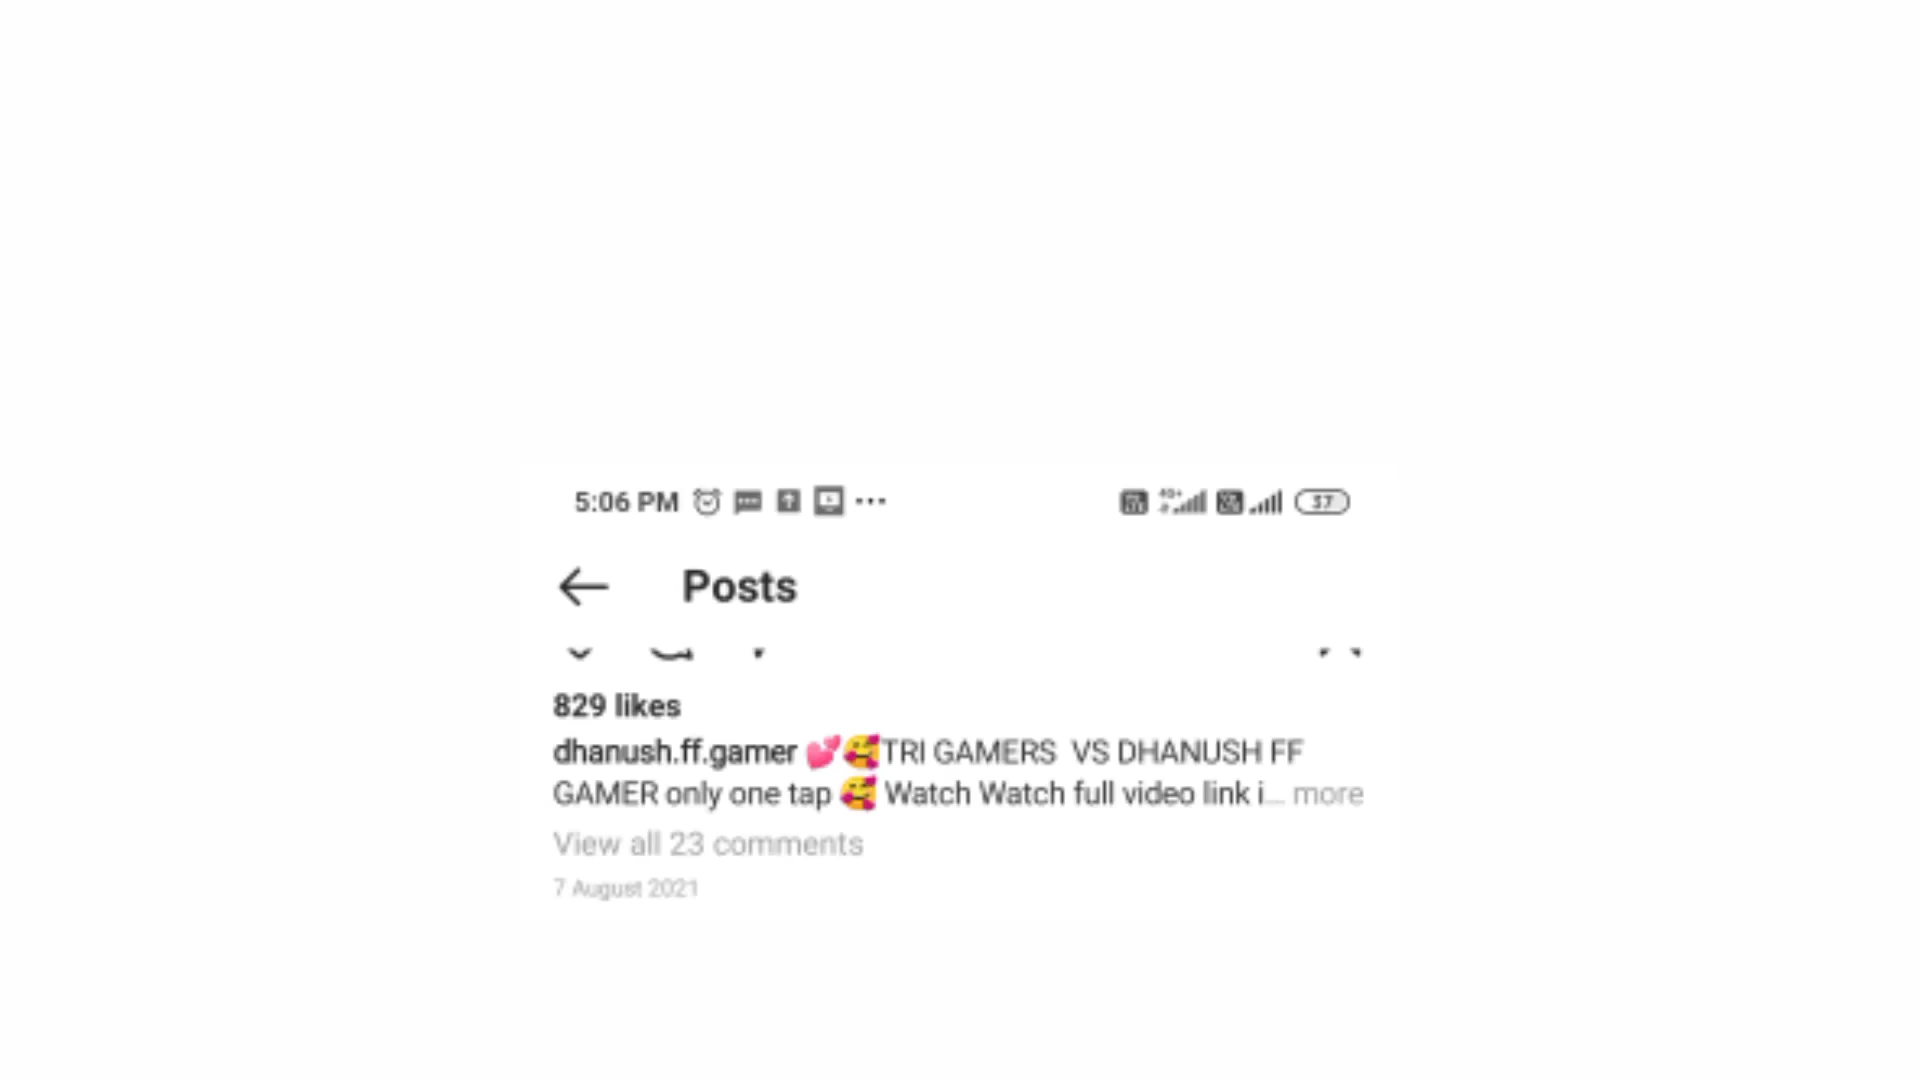 5:06 PM
37
Posts
829 likes
dhanush.ff.gamer 💕🥰TRI GAMERS  VS DHANUSH FF
GAMER only one tap 🥰 Watch Watch full video link i... more
View all 23 comments
7 August 2021